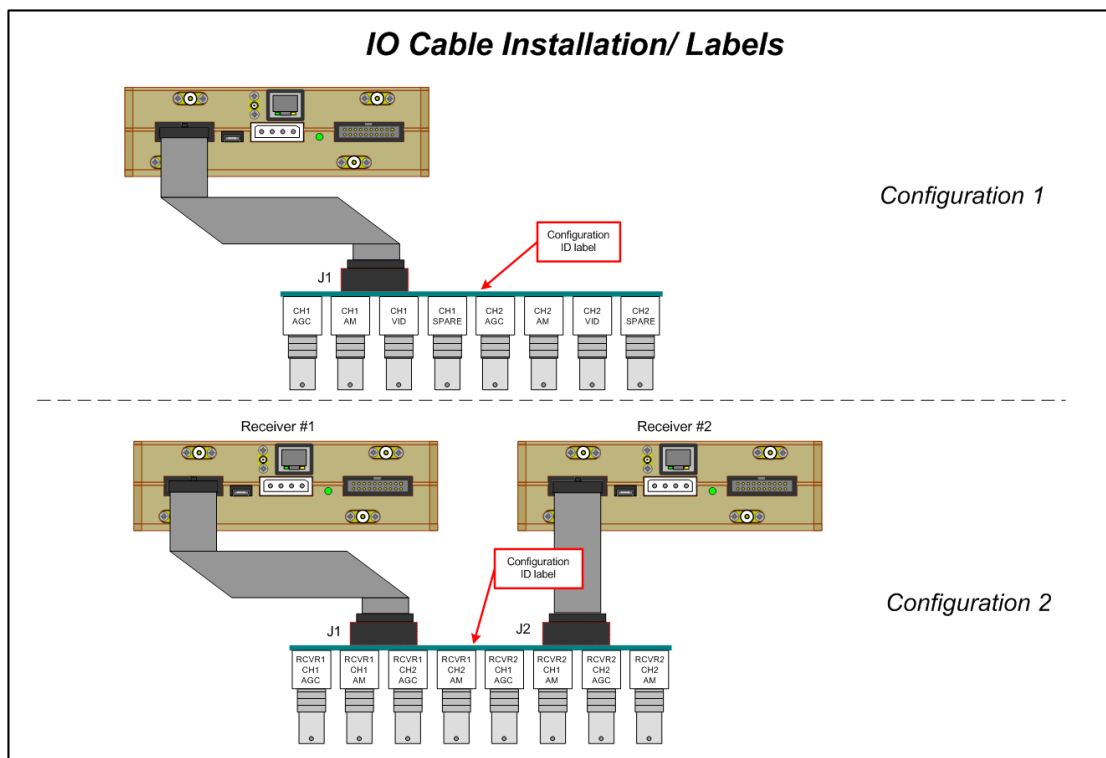 IO Cable Installation/ Labels
Configuration 1
Configuration
ID label
J1
CH1
AGC
CH1
AM
CH1
VID
CH1
SPARE
CH2
AGC
CH2
AM
CH2
VID
CH2
SPARE
Receiver #1
Receiver #2
Configuration
ID label
Configuration 2
J1
J2
RCVR1
CH1
AGC
RCVR1
CH1
AM
RCVR1
CH2
AGC
RCVR1
CH2
AM
RCVR2
CH1
AGC
RCVR2
CH1
AM
RCVR2
CH2
AGC
RCVR2
CH2
AM